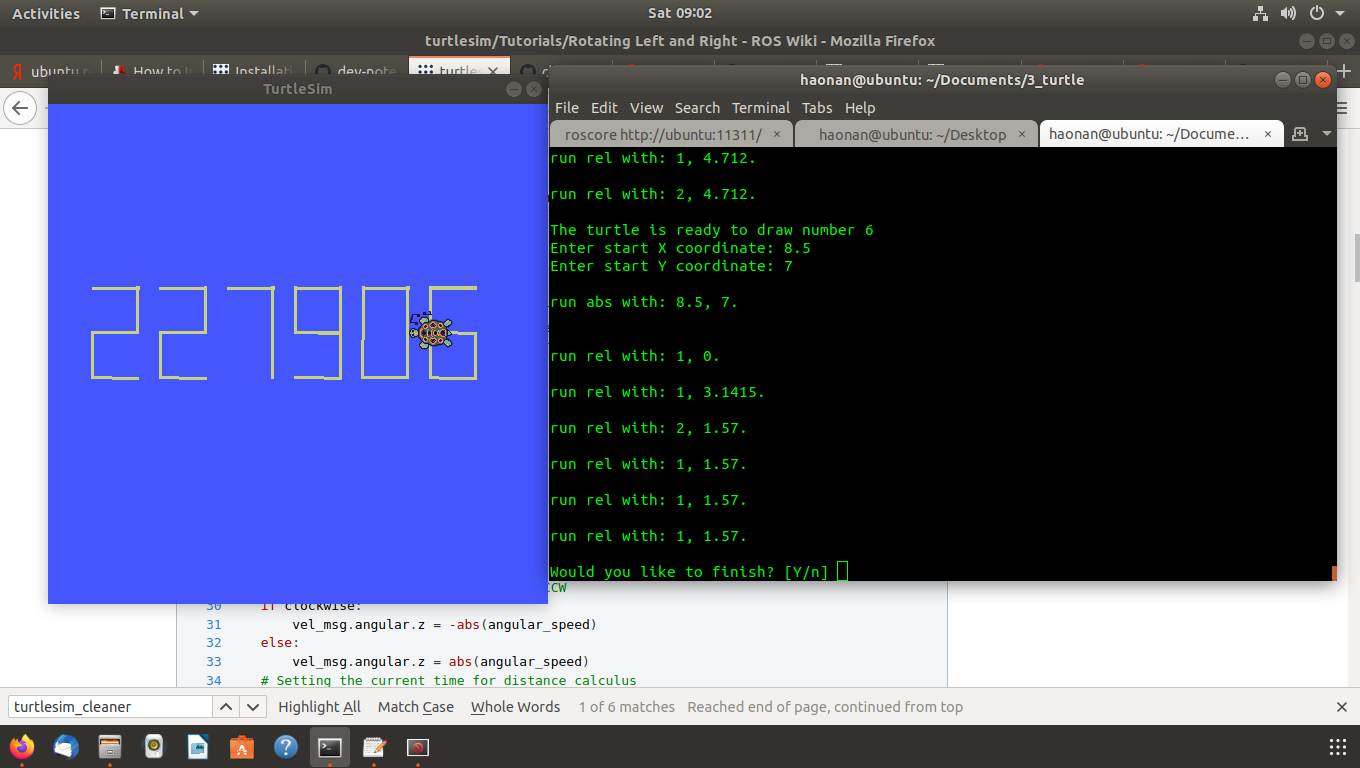 Activities Terminal Sat 09:02
turtlesim/Tutorials/Rotating Left and Right - ROS Wiki - Mozilla Firefox
ubuntu How to Installati dev-note turtles
TurtleSim
haonan@ubuntu: ~/Documents/3_turtle
File Edit View Search Terminal Tabs Help
roscore http://ubuntu:11311/ × haonan@ubuntu: ~/Desktop × haonan@ubuntu: ~/Docume... ×
run rel with: 1, 4.712.
run rel with: 2, 4.712.
The turtle is ready to draw number 6
Enter start X coordinate: 8.5
Enter start Y coordinate: 7
run abs with: 8.5, 7.
run rel with: 1, 0.
run rel with: 1, 3.1415.
run rel with: 2, 1.57.
run rel with: 1, 1.57.
run rel with: 1, 1.57.
run rel with: 1, 1.57.
Would you like to finish? [Y/n]
227906
CCW
30 if clockwise:
31 vel_msg.angular.z = -abs(angular_speed)
32 else:
33 vel_msg.angular.z = abs(angular_speed)
34 # Setting the current time for distance calculus
turtlesim_cleaner Highlight All Match Case Whole Words 1 of 6 matches Reached end of page, continued from top